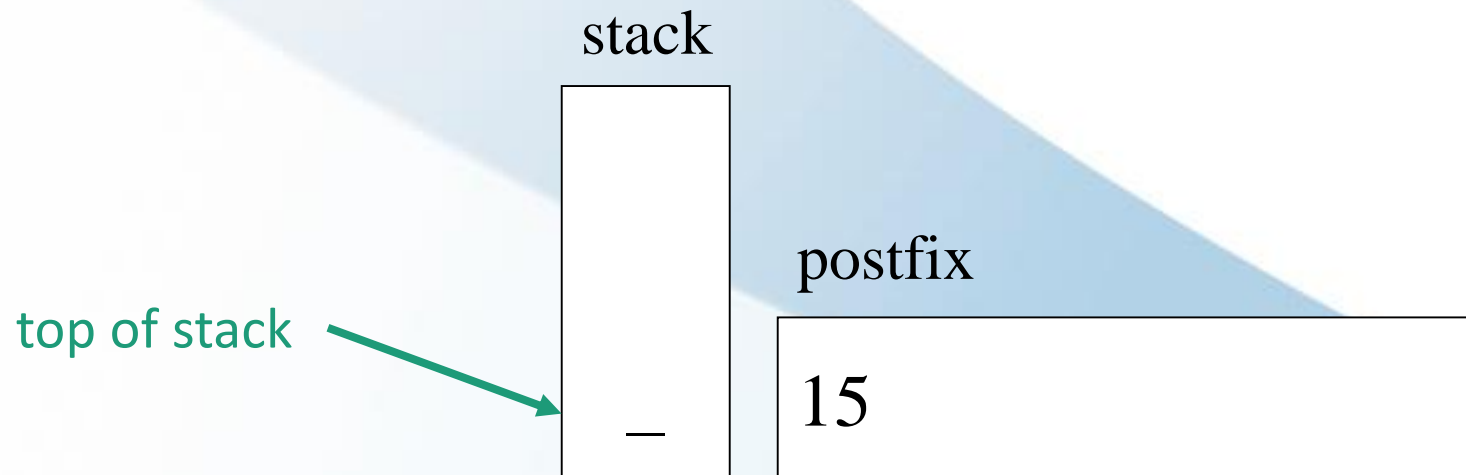 stack
postfix
top of stack
15
–